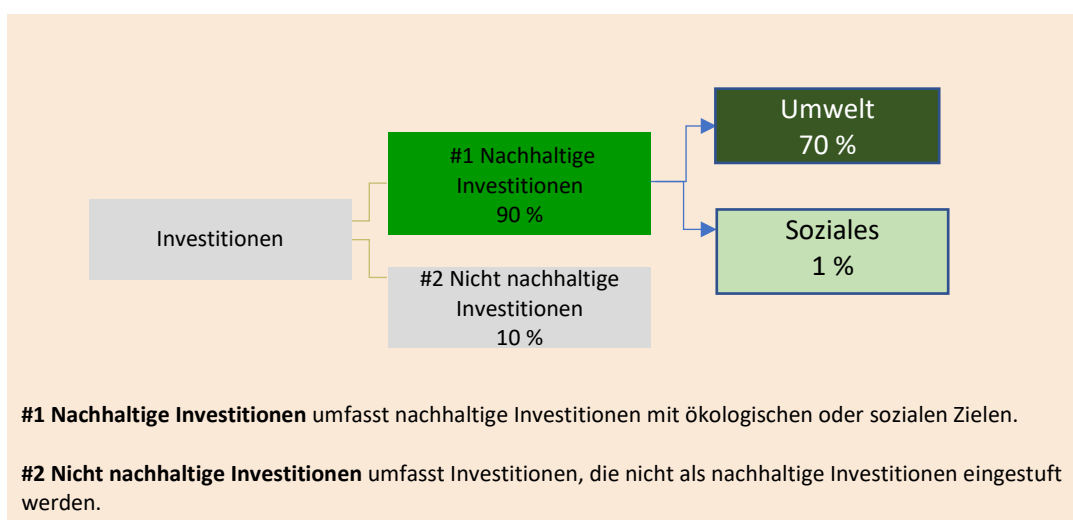 Investitionen
#1 Nachhaltige
Investitionen
90 %
#2 Nicht nachhaltige
Investitionen
10 %
Umwelt
70 %
Soziales
1 %
#1 Nachhaltige Investitionen umfasst nachhaltige Investitionen mit ökologischen oder sozialen Zielen.
#2 Nicht nachhaltige Investitionen umfasst Investitionen, die nicht als nachhaltige Investitionen eingestuft
werden.